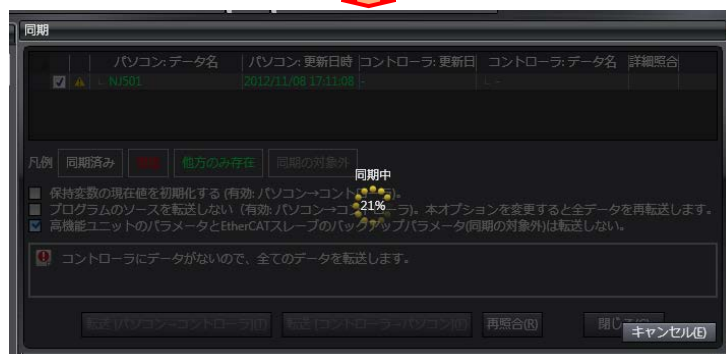 同期
パソコン:データ名 パソコン:更新日時 コントローラ:更新日 コントローラ:データ名 詳細照合
NJ501 2012/11/08 17:11:08 - -
凡例 同期済み 他方のみ存在 同期の対象外
同期中
21%
保持変数の現在値を初期化する(有効:パソコン→コントローラ)。
プログラムのソースを転送しない (有効:パソコン→コントローラ)。本オプションを変更すると全データを再転送します。
高機能ユニットのパラメータとEtherCATスレーブのバックアップパラメータ(同期の対象外)は転送しない。
コントローラにデータがないので、全てのデータを転送します。
転送 [パソコン→コントローラ](T) 転送 [コントローラ→パソコン](F) 再照合(R) 閉じ
キャンセル(E)